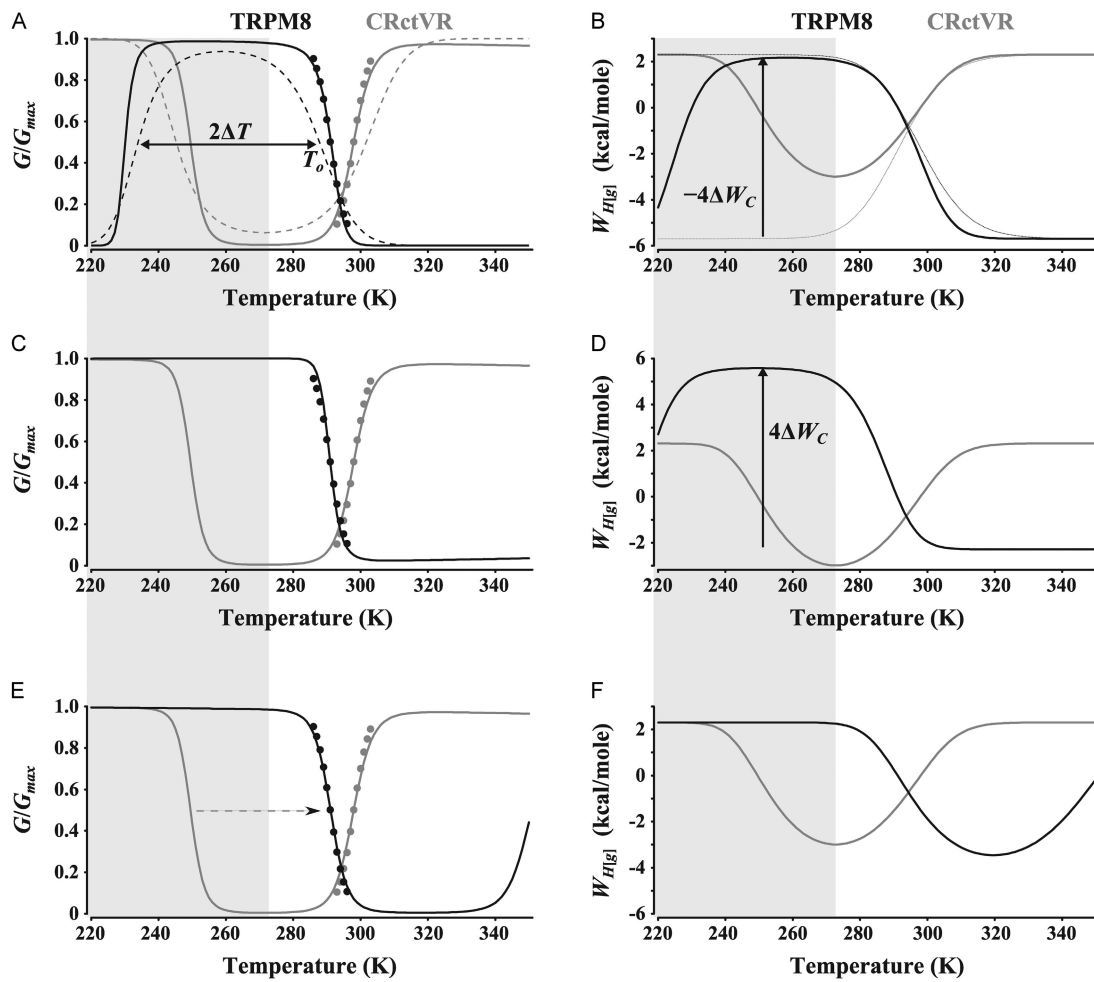 TRPM8 CRctVR
A
1.0
0.8
0.6
0.4
0.2
0
G/Gmax
2ΔT
To
220 240 260 280 300 320 340
Temperature (K)
TRPM8 CRctVR
B
2
0
-2
-4
-6
WH[g] (kcal/mole)
−4ΔWC
220 240 260 280 300 320 340
Temperature (K)
C
1.0
0.8
0.6
0.4
0.2
0
G/Gmax
220 240 260 280 300 320 340
Temperature (K)
D
6
4
2
0
-2
WH[g] (kcal/mole)
4ΔWC
220 240 260 280 300 320 340
Temperature (K)
E
1.0
0.8
0.6
0.4
0.2
0
G/Gmax
220 240 260 280 300 320 340
Temperature (K)
F
2
0
-2
-4
-6
WH[g] (kcal/mole)
220 240 260 280 300 320 340
Temperature (K)